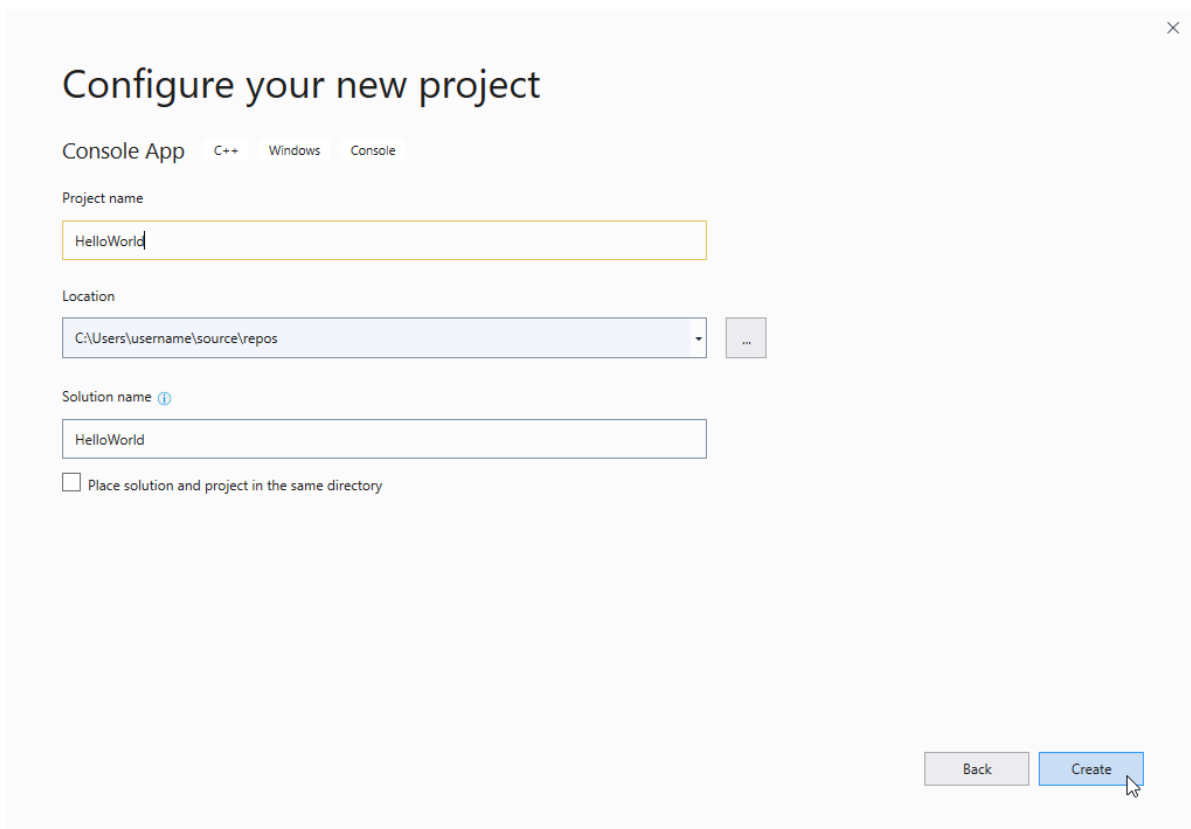 Configure your new project
Console App C++ Windows Console
Project name
HelloWorld
Location
C:\Users\username\source\repos
...
Solution name
HelloWorld
Place solution and project in the same directory
Back Create